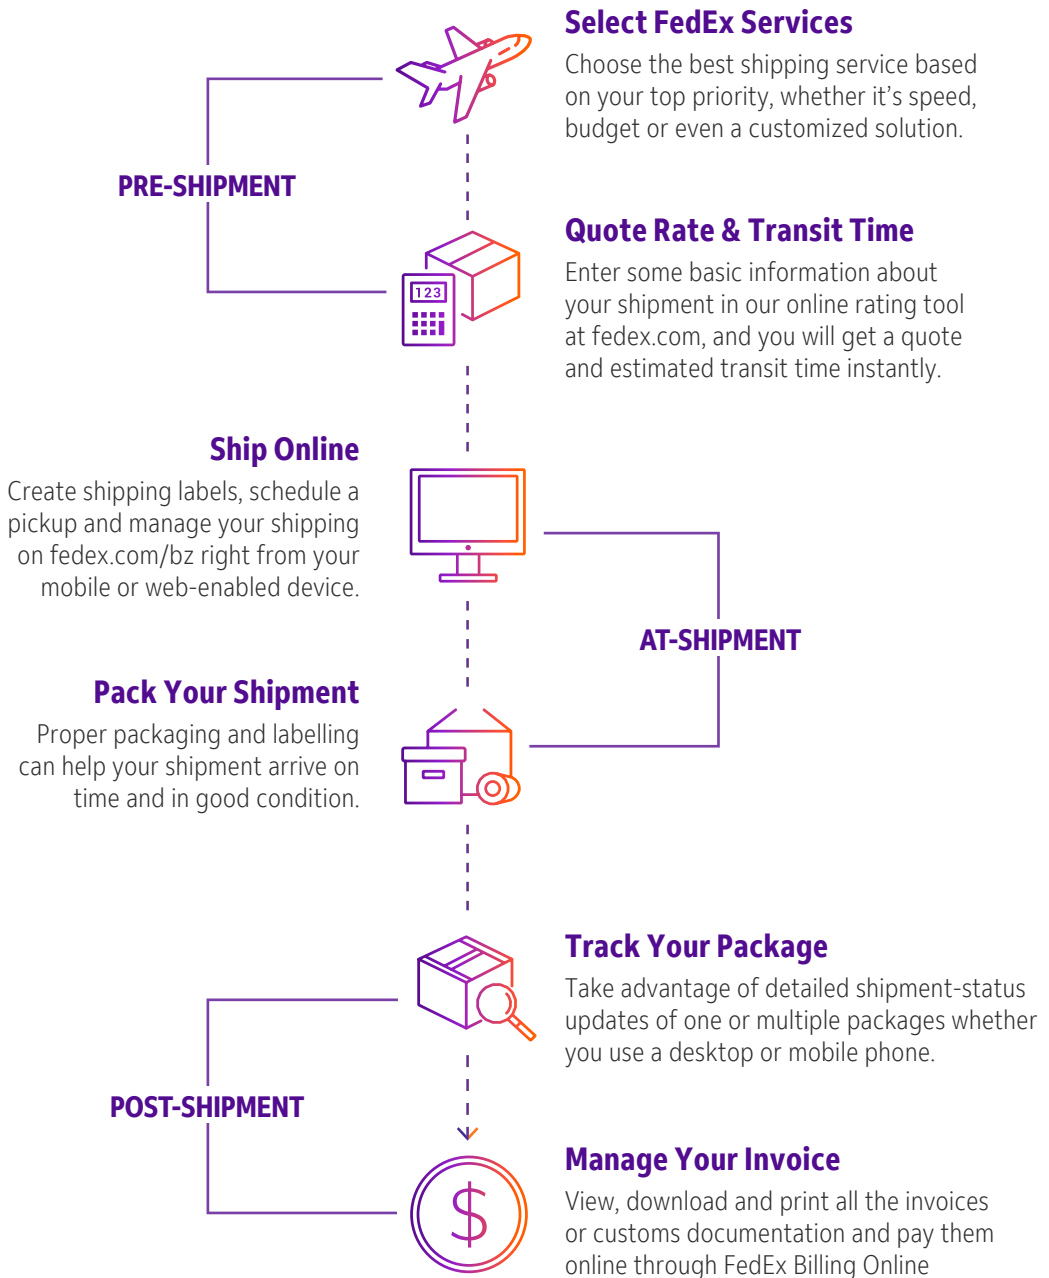 Select FedEx Services
Choose the best shipping service based
on your top priority, whether it’s speed,
budget or even a customized solution.
PRE-SHIPMENT
Quote Rate & Transit Time
Enter some basic information about
your shipment in our online rating tool
at fedex.com, and you will get a quote
and estimated transit time instantly.
123
Ship Online
Create shipping labels, schedule a
pickup and manage your shipping
on fedex.com/bz right from your
mobile or web-enabled device.
AT-SHIPMENT
Pack Your Shipment
Proper packaging and labelling
can help your shipment arrive on
time and in good condition.
Track Your Package
Take advantage of detailed shipment-status
updates of one or multiple packages whether
you use a desktop or mobile phone.
POST-SHIPMENT
Manage Your Invoice
View, download and print all the invoices
or customs documentation and pay them
online through FedEx Billing Online
$